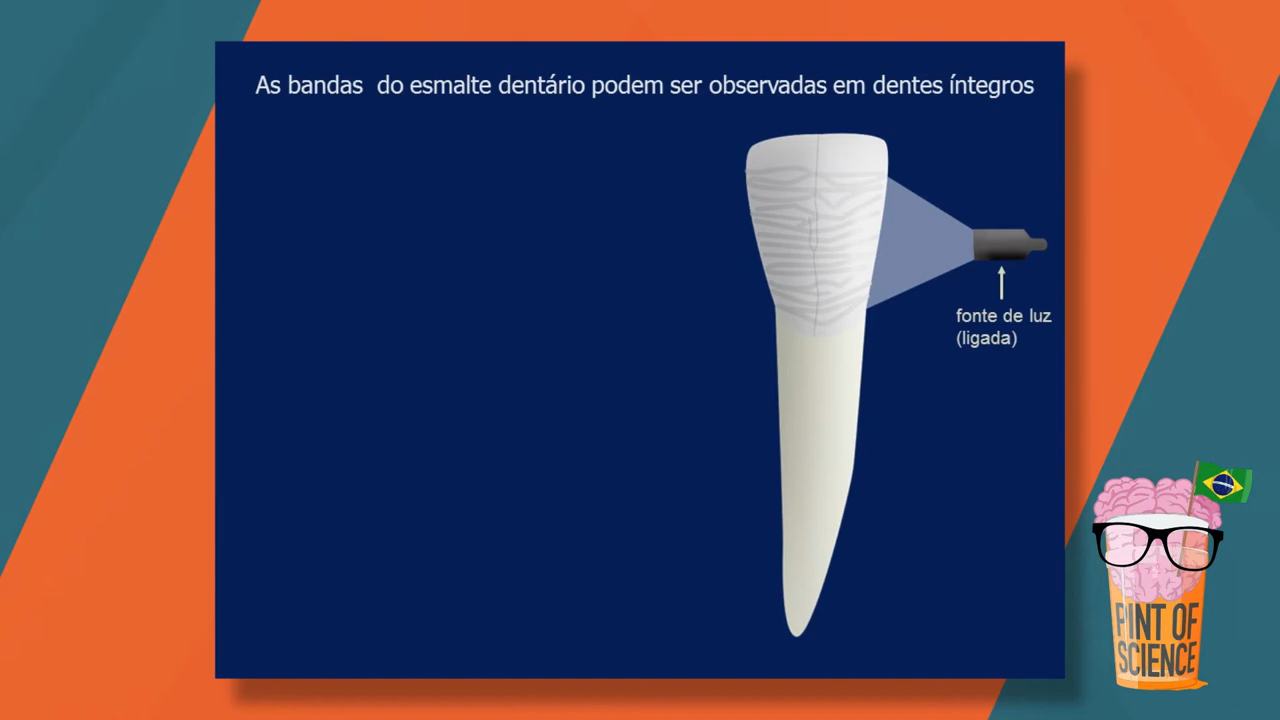 As bandas do esmalte dentário podem ser observadas em dentes íntegros
fonte de luz
(ligada)
PINT OF
SCIENCE